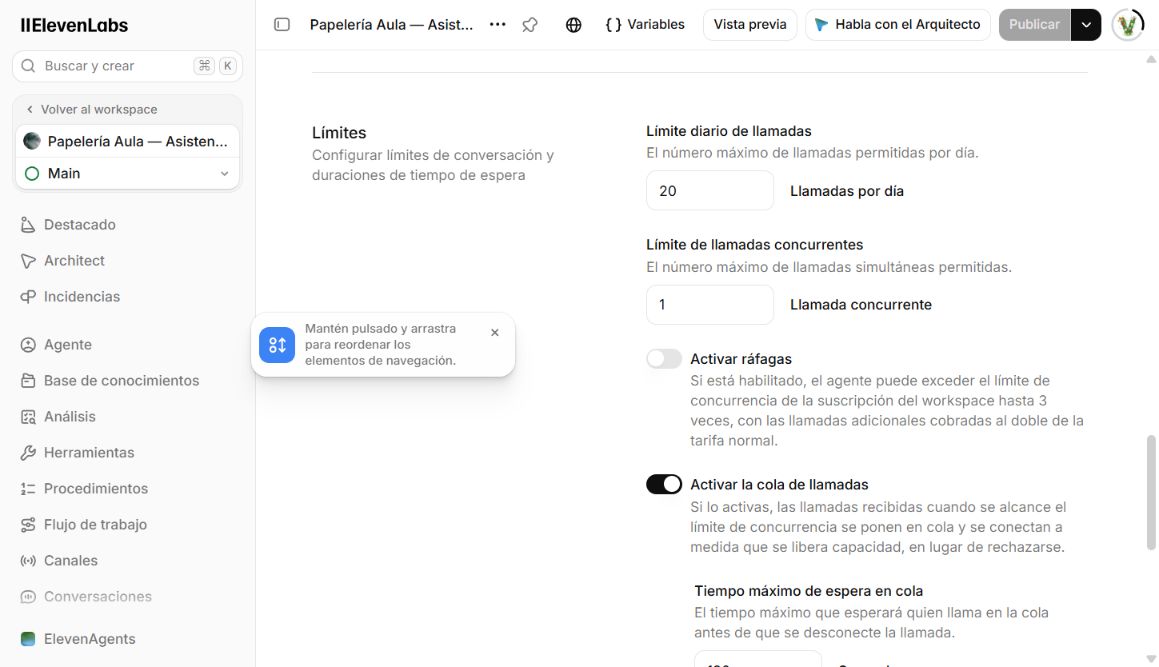 IIElevenLabs
Papelería Aula — Asist...
Variables
Vista previa
Habla con el Arquitecto
Publicar
Buscar y crear
⌘ K
Volver al workspace
Papelería Aula — Asisten...
Main
Destacado
Architect
Incidencias
Agente
Base de conocimientos
Análisis
Herramientas
Procedimientos
Flujo de trabajo
Canales
Conversaciones
ElevenAgents
Mantén pulsado y arrastra
para reordenar los
elementos de navegación.
Límites
Configurar límites de conversación y
duraciones de tiempo de espera
Límite diario de llamadas
El número máximo de llamadas permitidas por día.
20 Llamadas por día
Límite de llamadas concurrentes
El número máximo de llamadas simultáneas permitidas.
1 Llamada concurrente
Activar ráfagas
Si está habilitado, el agente puede exceder el límite de
concurrencia de la suscripción del workspace hasta 3
veces, con las llamadas adicionales cobradas al doble de la
tarifa normal.
Activar la cola de llamadas
Si lo activas, las llamadas recibidas cuando se alcance el
límite de concurrencia se ponen en cola y se conectan a
medida que se libera capacidad, en lugar de rechazarse.
Tiempo máximo de espera en cola
El tiempo máximo que esperará quien llama en la cola
antes de que se desconecte la llamada.